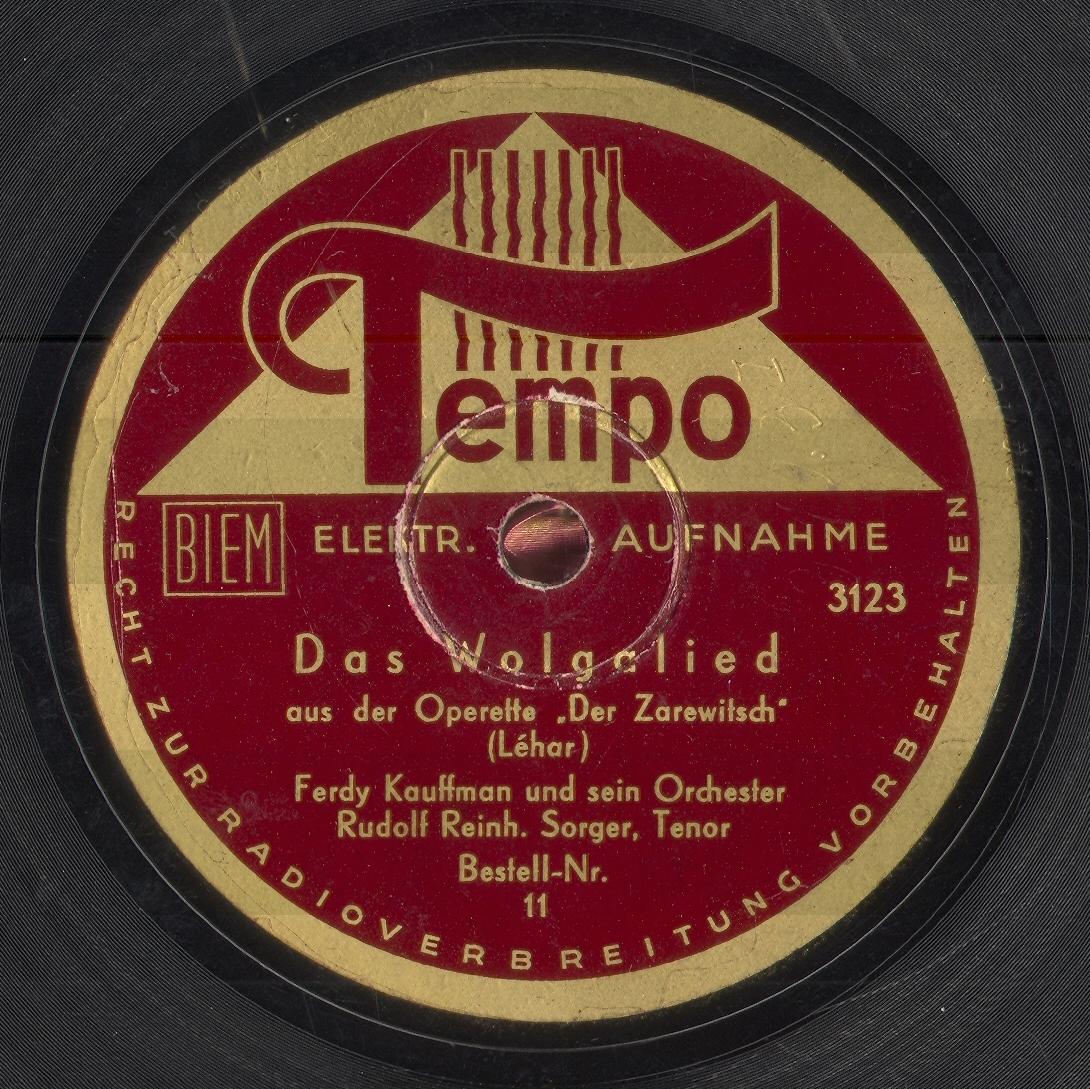 Tempo
BIEM
ELEKTR. AUFNAHME
3123
Das Wolgalied
aus der Operette „Der Zarewitsch“
(Léhar)
Ferdy Kauffman und sein Orchester
Rudolf Reinh. Sorger, Tenor
Bestell-Nr.
11
RECHT ZUR RADIOVERBREITUNG VORBEHALTEN